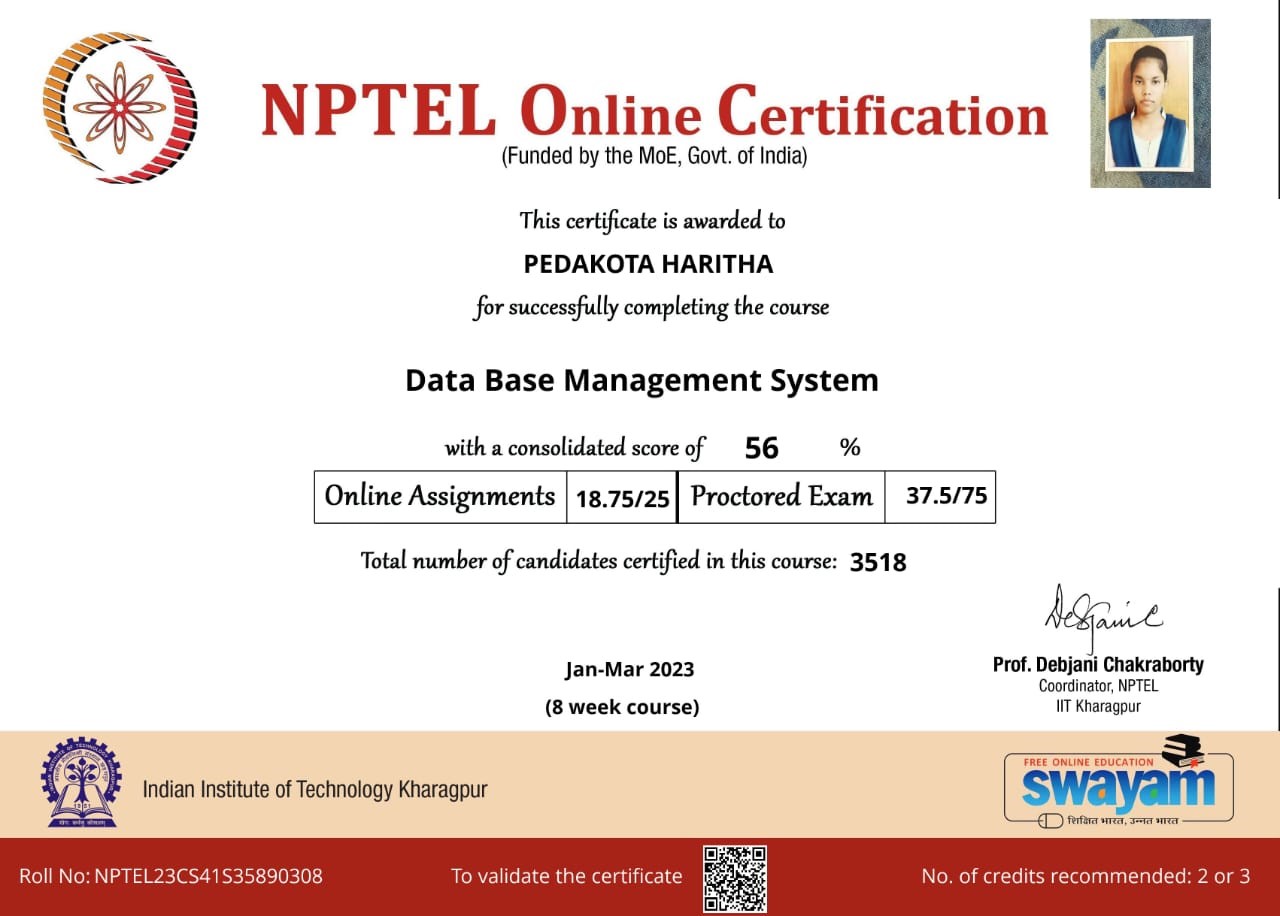 NPTEL Online Certification
(Funded by the MoE, Govt. of India)
This certificate is awarded to
PEDAKOTA HARITHA
for successfully completing the course
Data Base Management System
with a consolidated score of 56 %
Online Assignments 18.75/25 Proctored Exam 37.5/75
Total number of candidates certified in this course: 3518
Jan-Mar 2023
(8 week course)
Prof. Debjani Chakraborty
Coordinator, NPTEL
IIT Kharagpur
Indian Institute of Technology Kharagpur
FREE ONLINE EDUCATION
swayam
शिक्षित भारत, उन्नत भारत
Roll No: NPTEL23CS41S35890308
To validate the certificate
No. of credits recommended: 2 or 3